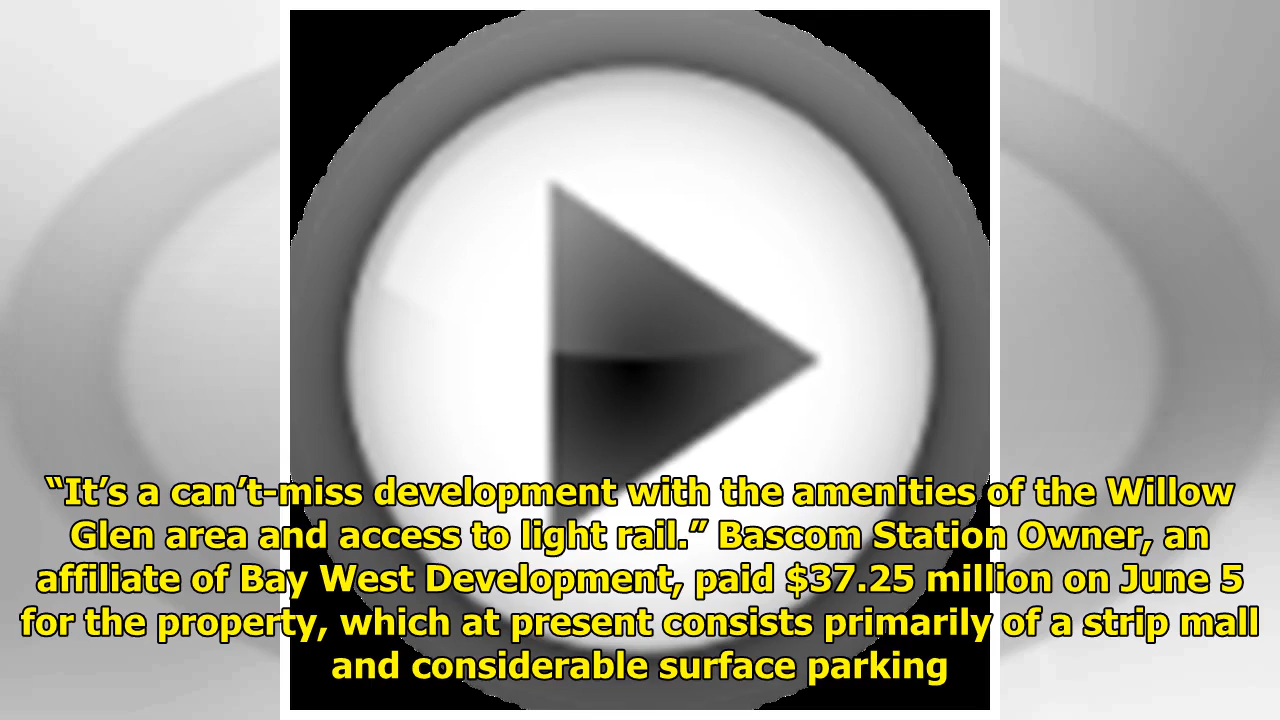 “It’s a can’t-miss development with the amenities of the Willow
Glen area and access to light rail.” Bascom Station Owner, an
affiliate of Bay West Development, paid $37.25 million on June 5
for the property, which at present consists primarily of a strip mall
and considerable surface parking